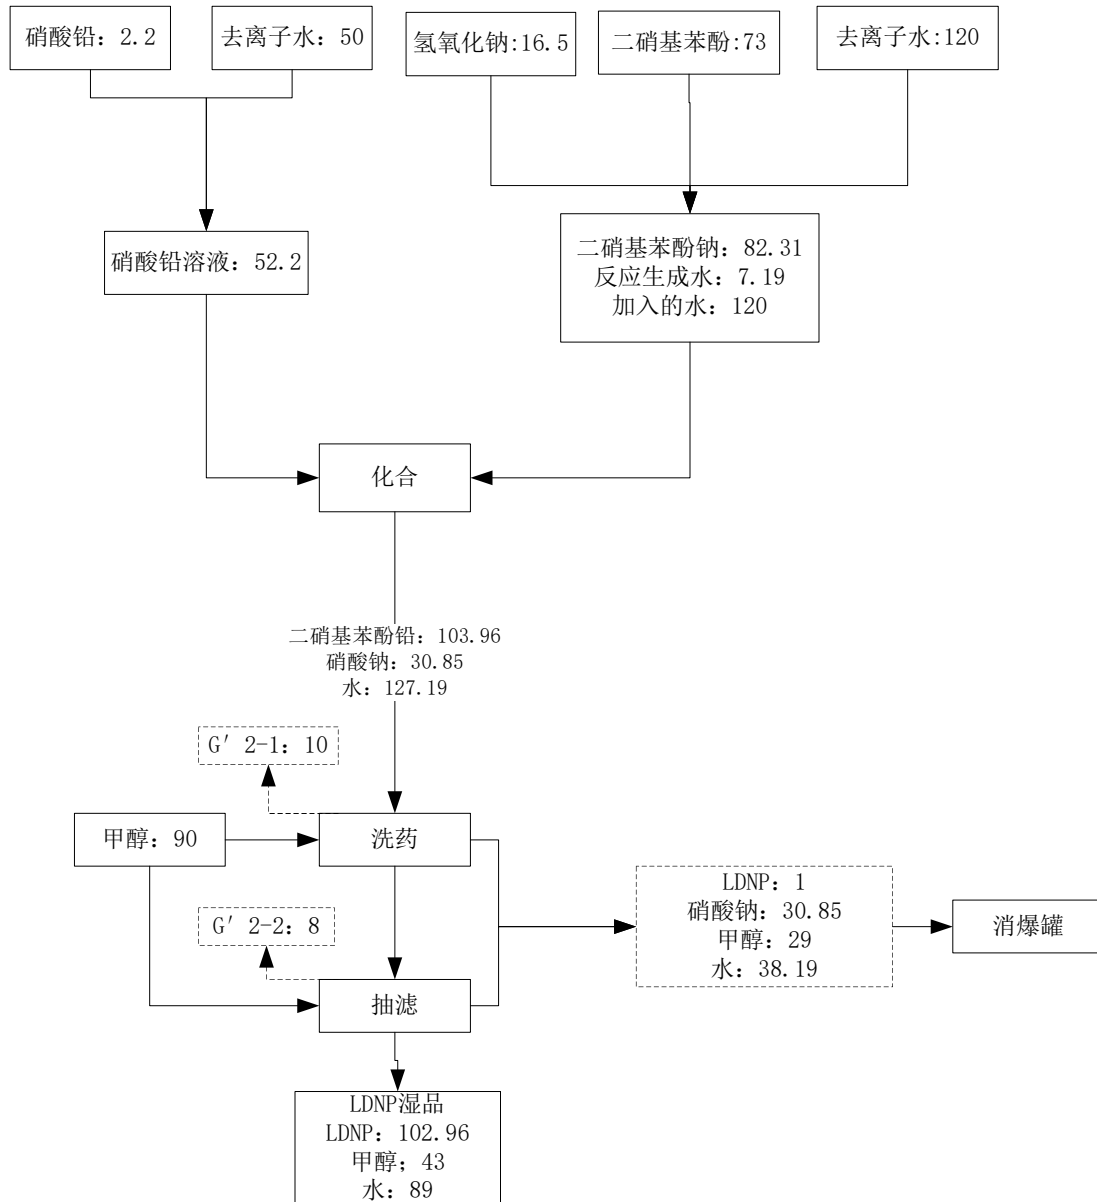 硝酸铅：2.2
去离子水：50
氢氧化钠:16.5
二硝基苯酚:73
去离子水:120
硝酸铅溶液：52.2
二硝基苯酚钠：82.31
反应生成水：7.19
加入的水：120
化合
二硝基苯酚铅：103.96
硝酸钠：30.85
水：127.19
G′2-1：10
甲醇：90
洗药
G′2-2：8
抽滤
LDNP：1
硝酸钠：30.85
甲醇：29
水：38.19
消爆罐
LDNP湿品
LDNP：102.96
甲醇；43
水：89